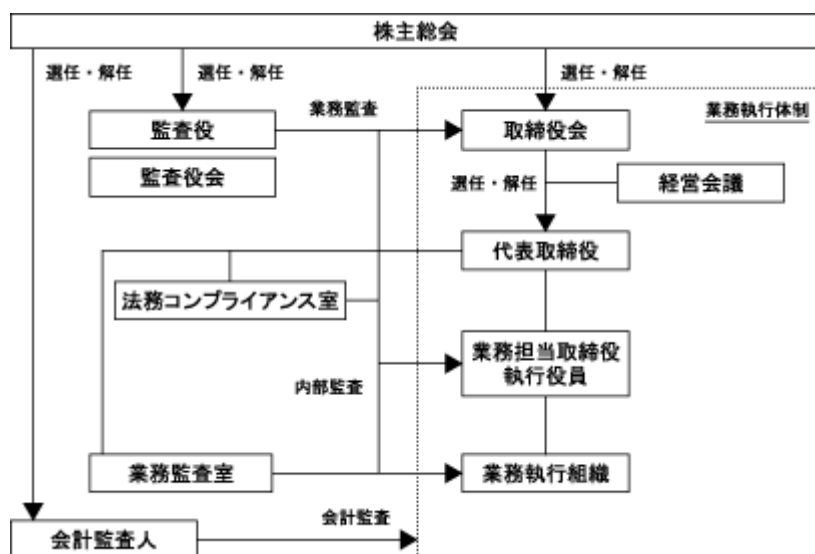 株主総会
選任・解任
選任・解任
選任・解任
業務執行体制
監査役
業務監査
取締役会
監査役会
選任・解任
経営会議
代表取締役
法務コンプライアンス室
業務担当取締役
執行役員
内部監査
業務監査室
業務執行組織
会計監査
会計監査人